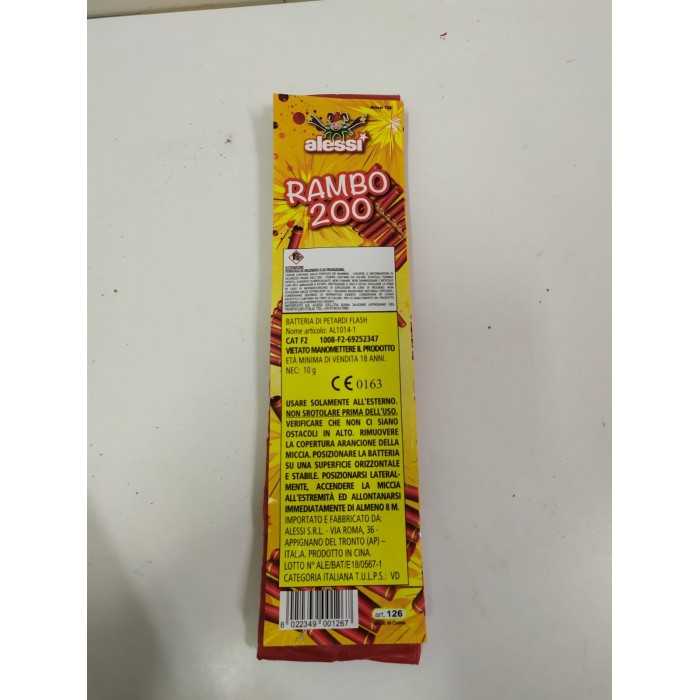 alessi
RAMBO
200
BATTERIA DI PETARDI FLASH
Nome articolo: AL1014-1
CAT F2 1008-F2-69252347
VIETATO MANOMETTERE IL PRODOTTO
ETÀ MINIMA DI VENDITA 18 ANNI.
NEC: 10 g
CE 0163
USARE SOLAMENTE ALL'ESTERNO.
NON SROTOLARE PRIMA DELL'USO.
VERIFICARE CHE NON CI SIANO
OSTACOLI IN ALTO. RIMUOVERE
LA COPERTURA ARANCIONE DELLA
MICCIA. POSIZIONARE LA BATTERIA
SU UNA SUPERFICIE ORIZZONTALE
E STABILE. POSIZIONARSI LATERAL-
MENTE, ACCENDERE LA MICCIA
ALL'ESTREMITÀ ED ALLONTANARSI
IMMEDIATAMENTE DI ALMENO 8 M.
IMPORTATO E FABBRICATO DA:
ALESSI S.R.L. - VIA ROMA, 36 -
APPIGNANO DEL TRONTO (AP) –
ITALA. PRODOTTO IN CINA.
LOTTO N° ALE/BAT/E18/0567-1
CATEGORIA ITALIANA T.U.L.P.S.: VD
8 022349 001267
art. 126
Made in China